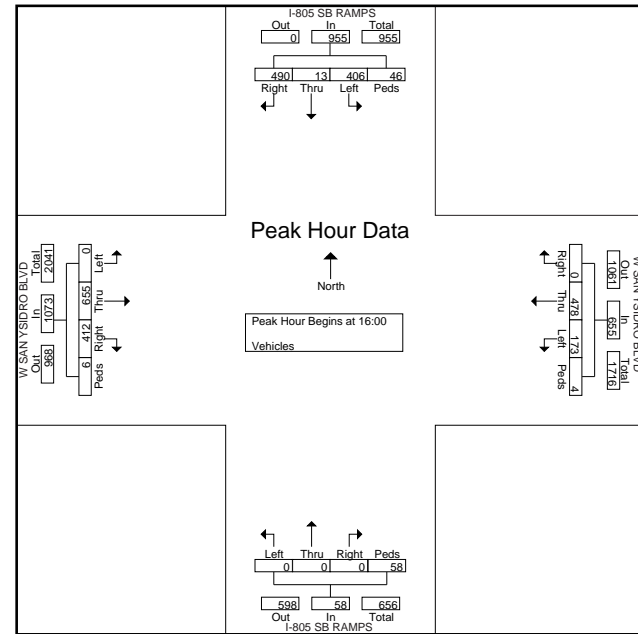 I-805 SB RAMPS
Out In Total
0 955 955
490 13 406 46
Right Thru Left Peds
Peak Hour Data
North
Peak Hour Begins at 16:00
Vehicles
W SAN YSIDRO BLVD
Total In Out
2041 1073 968
0 655 412 6
Left Thru Right Peds
Right Thru Left Peds
0 478 173 4
1061 655 1716
Out In Total
W SAN YSIDRO BLVD
Left Thru Right Peds
0 0 0 58
598 58 656
Out In Total
I-805 SB RAMPS